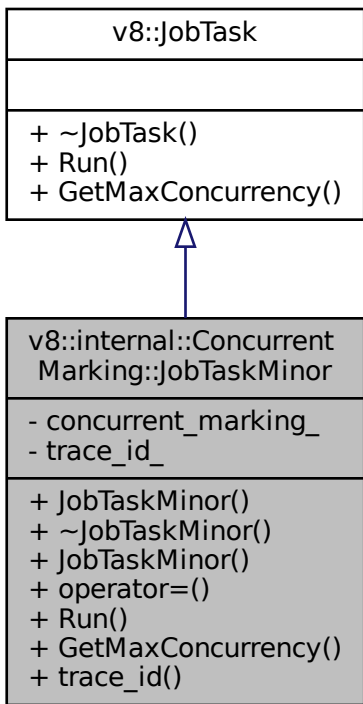 v8::JobTask
+ ~JobTask()
+ Run()
+ GetMaxConcurrency()
v8::internal::Concurrent
Marking::JobTaskMinor
- concurrent_marking_
- trace_id_
+ JobTaskMinor()
+ ~JobTaskMinor()
+ JobTaskMinor()
+ operator=()
+ Run()
+ GetMaxConcurrency()
+ trace_id()